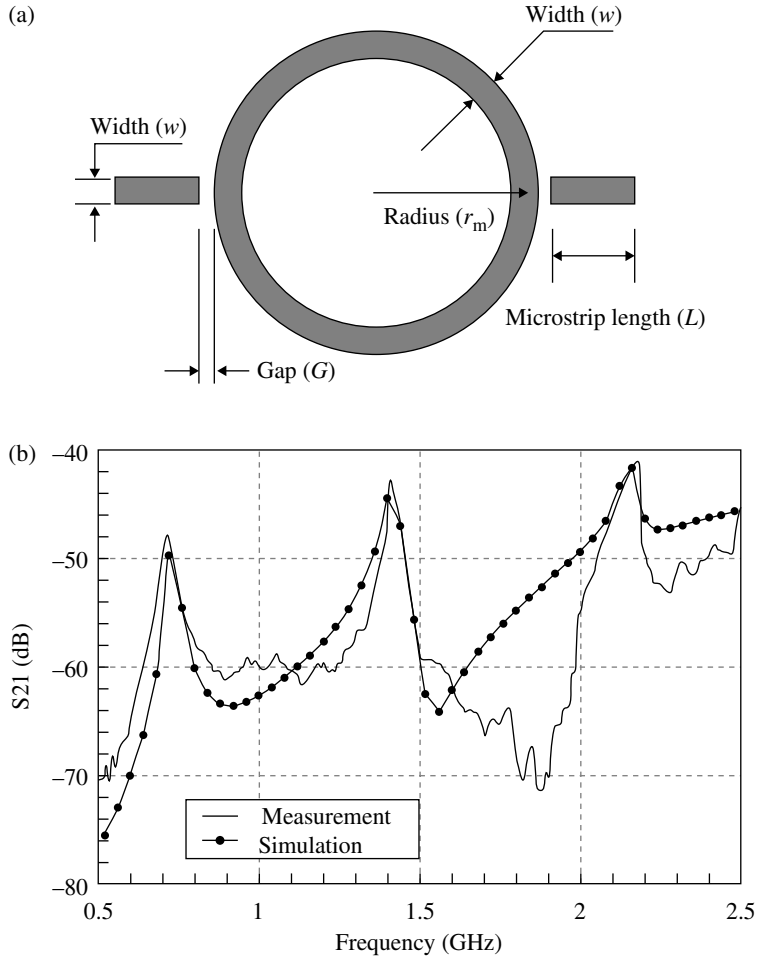 (a)
Width (w)
Width (w)
Radius (rm)
Microstrip length (L)
Gap (G)
(b)
–40
–50
–60
–70
–80
S21 (dB)
Measurement
Simulation
0.5
1
1.5
2
2.5
Frequency (GHz)